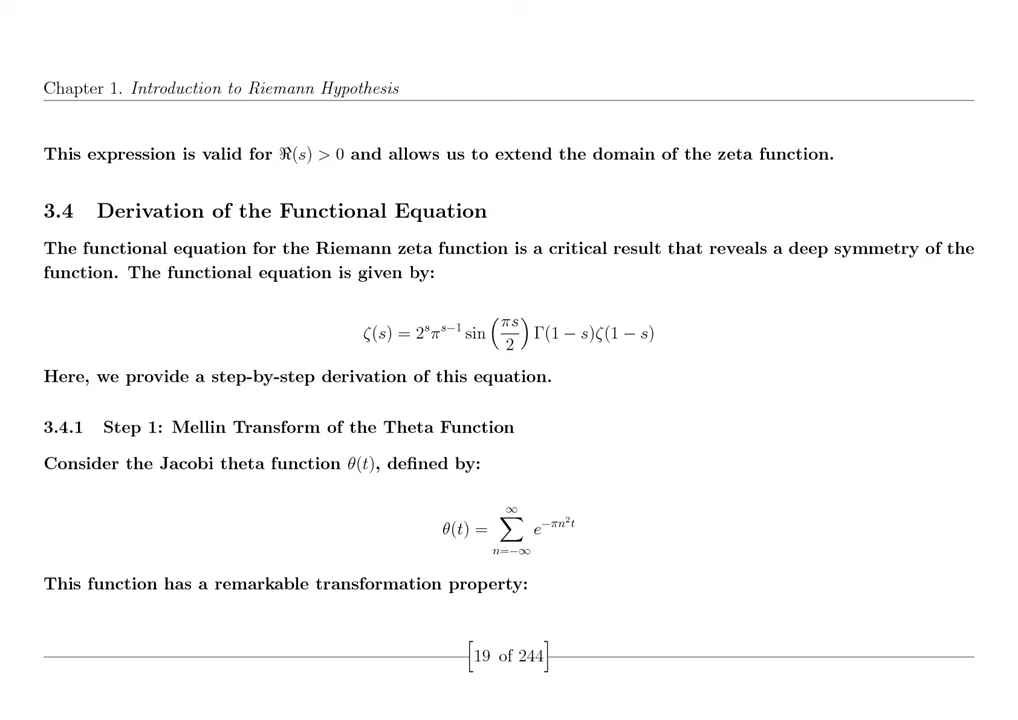 Chapter 1. Introduction to Riemann Hypothesis
This expression is valid for ℜ(s) > 0 and allows us to extend the domain of the zeta function.
3.4 Derivation of the Functional Equation
The functional equation for the Riemann zeta function is a critical result that reveals a deep symmetry of the
function. The functional equation is given by:
ζ(s) = 2^s π^{s−1} sin (πs/2) Γ(1 − s)ζ(1 − s)
Here, we provide a step-by-step derivation of this equation.
3.4.1 Step 1: Mellin Transform of the Theta Function
Consider the Jacobi theta function θ(t), defined by:
θ(t) = ∑_{n=−∞}^{∞} e^{−πn²t}
This function has a remarkable transformation property:
[19 of 244]